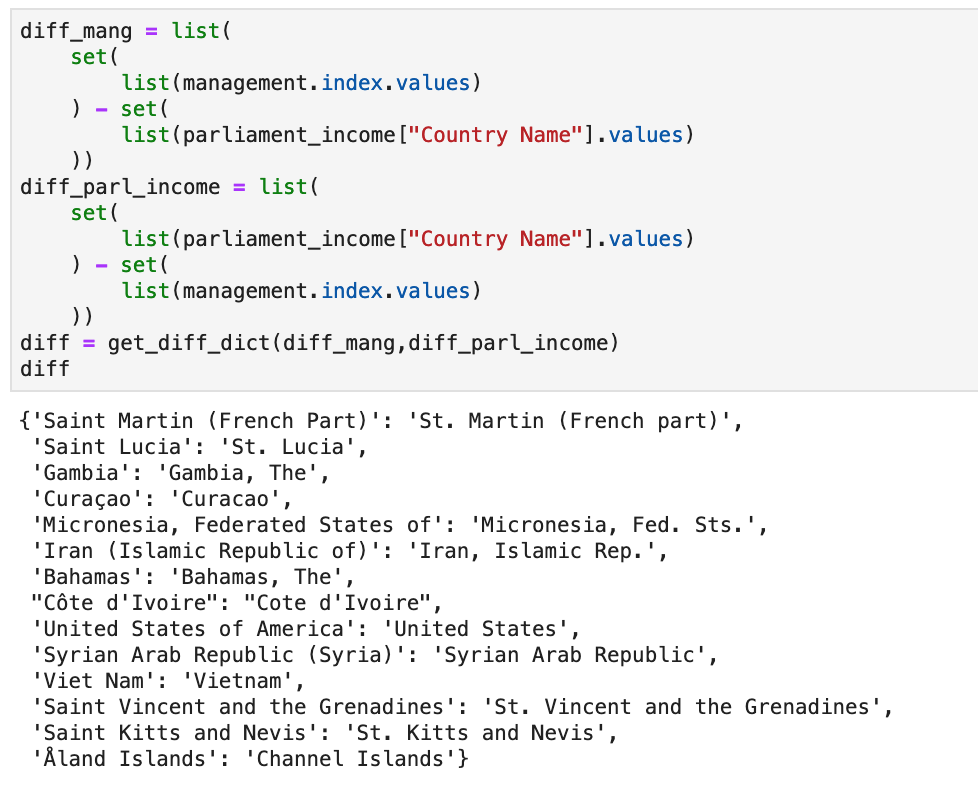 diff_mang = list(
    set(
        list(management.index.values)
    ) - set(
        list(parliament_income["Country Name"].values)
    ))
diff_parl_income = list(
    set(
        list(parliament_income["Country Name"].values)
    ) - set(
        list(management.index.values)
    ))
diff = get_diff_dict(diff_mang,diff_parl_income)
diff
{'Saint Martin (French Part)': 'St. Martin (French part)',
 'Saint Lucia': 'St. Lucia',
 'Gambia': 'Gambia, The',
 'Curaçao': 'Curacao',
 'Micronesia, Federated States of': 'Micronesia, Fed. Sts.',
 'Iran (Islamic Republic of)': 'Iran, Islamic Rep.',
 'Bahamas': 'Bahamas, The',
 "Côte d'Ivoire": "Cote d'Ivoire",
 'United States of America': 'United States',
 'Syrian Arab Republic (Syria)': 'Syrian Arab Republic',
 'Viet Nam': 'Vietnam',
 'Saint Vincent and the Grenadines': 'St. Vincent and the Grenadines',
 'Saint Kitts and Nevis': 'St. Kitts and Nevis',
 'Åland Islands': 'Channel Islands'}